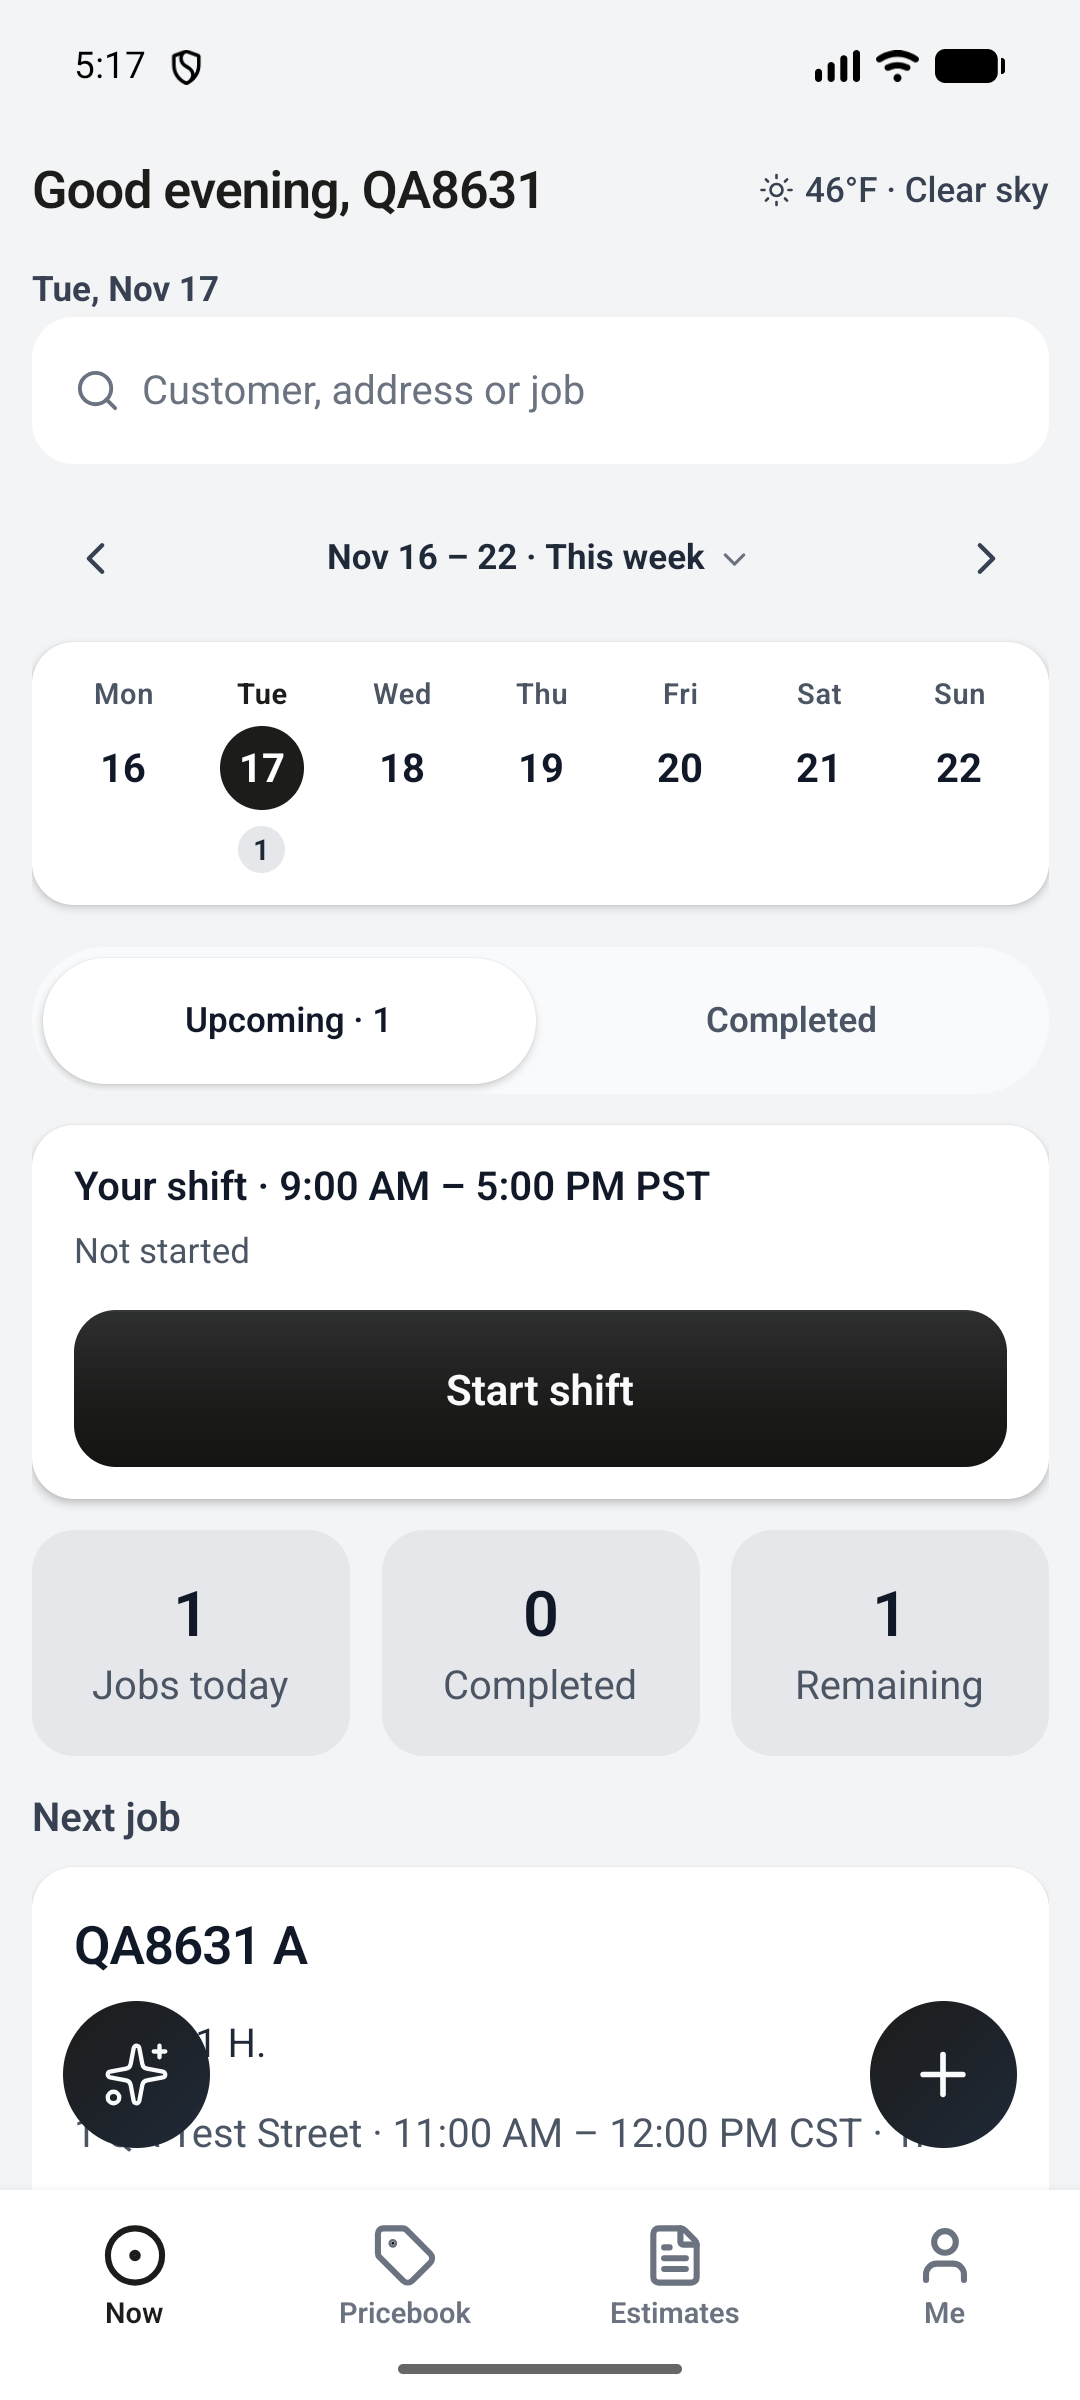 5:17
Good evening, QA8631
46°F · Clear sky
Tue, Nov 17
Customer, address or job
Nov 16 – 22 · This week
Mon Tue Wed Thu Fri Sat Sun
16 17 18 19 20 21 22
1
Upcoming · 1
Completed
Your shift · 9:00 AM – 5:00 PM PST
Not started
Start shift
1 0 1
Jobs today Completed Remaining
Next job
QA8631 A
H.
Street · 11:00 AM – 12:00 PM CST ·
Now Pricebook Estimates Me